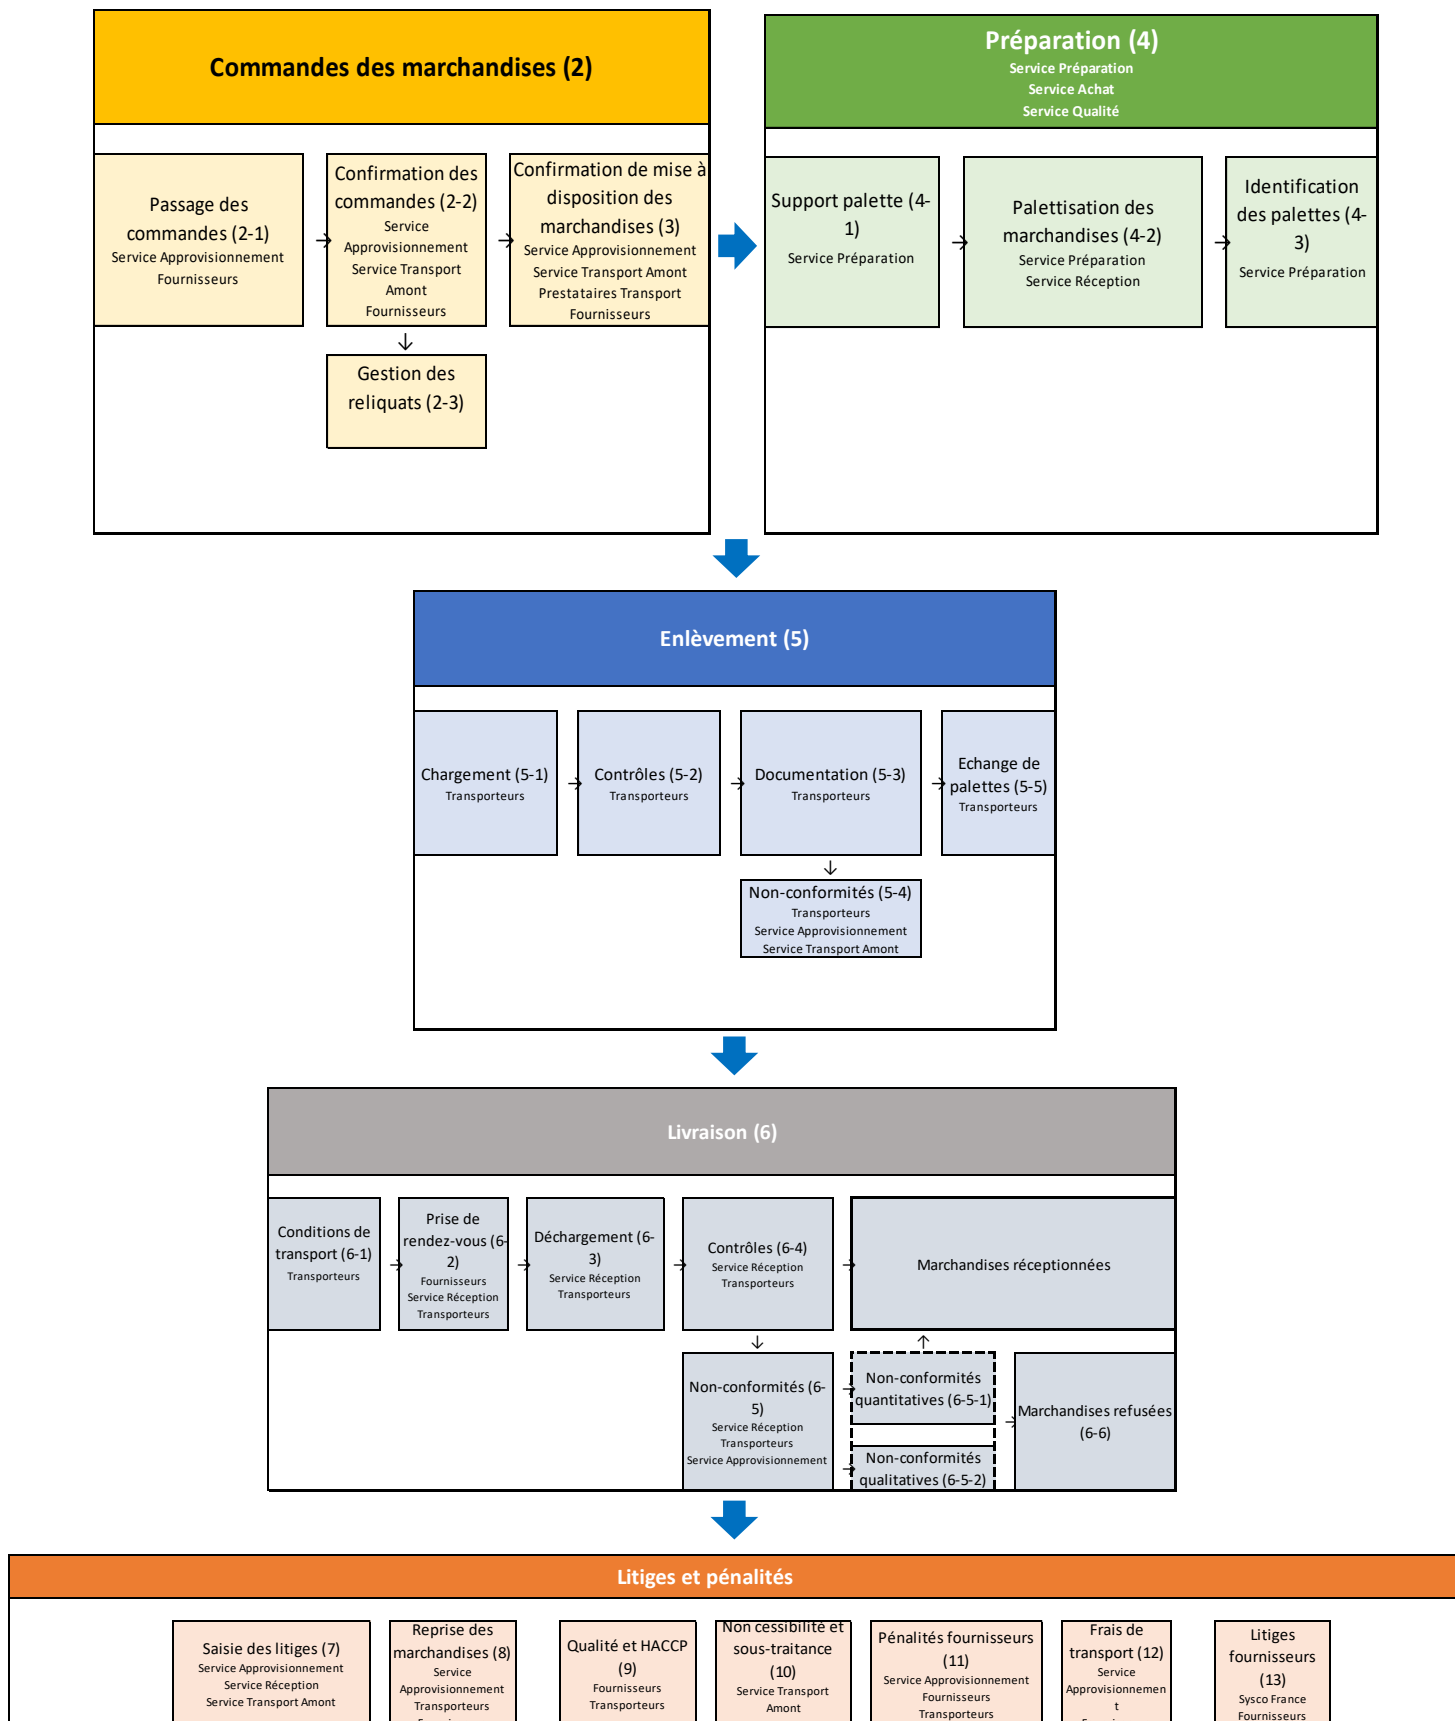 Commandes des marchandises (2)
Passage des
commandes (2-1)
Service Approvisionnement
Fournisseurs
→
Confirmation des
commandes (2-2)
Service
Approvisionnement
Service Transport
Amont
Fournisseurs
→
Confirmation de mise à
disposition des
marchandises (3)
Service Approvisionnement
Service Transport Amont
Prestataires Transport
Fournisseurs
↓
Gestion des
reliquats (2-3)
Préparation (4)
Service Préparation
Service Achat
Service Qualité
Support palette (4-
1)
Service Préparation
→
Palettisation des
marchandises (4-2)
Service Préparation
Service Réception
→
Identification
des palettes (4-
3)
Service Préparation
Enlèvement (5)
Chargement (5-1)
Transporteurs
→
Contrôles (5-2)
Transporteurs
→
Documentation (5-3)
Transporteurs
→
Echange de
palettes (5-5)
Transporteurs
↓
Non-conformités (5-4)
Transporteurs
Service Approvisionnement
Service Transport Amont
Livraison (6)
Conditions de
transport (6-1)
Transporteurs
→
Prise de
rendez-vous (6-
2)
Fournisseurs
Service Réception
Transporteurs
→
Déchargement (6-
3)
Service Réception
Transporteurs
→
Contrôles (6-4)
Service Réception
Transporteurs
→
Marchandises réceptionnées
↓
↑
Non-conformités (6-
5)
Service Réception
Transporteurs
Service Approvisionnement
→
Non-conformités
quantitatives (6-5-1)
→
Non-conformités
qualitatives (6-5-2)
→
Marchandises refusées
(6-6)
Litiges et pénalités
Saisie des litiges (7)
Service Approvisionnement
Service Réception
Service Transport Amont
Reprise des
marchandises (8)
Service
Approvisionnement
Transporteurs
Qualité et HACCP
(9)
Fournisseurs
Transporteurs
Non cessibilité et
sous-traitance
(10)
Service Transport
Amont
Pénalités fournisseurs
(11)
Service Approvisionnement
Fournisseurs
Transporteurs
Frais de
transport (12)
Service
Approvisionnemen
t
Litiges
fournisseurs
(13)
Sysco France
Fournisseurs